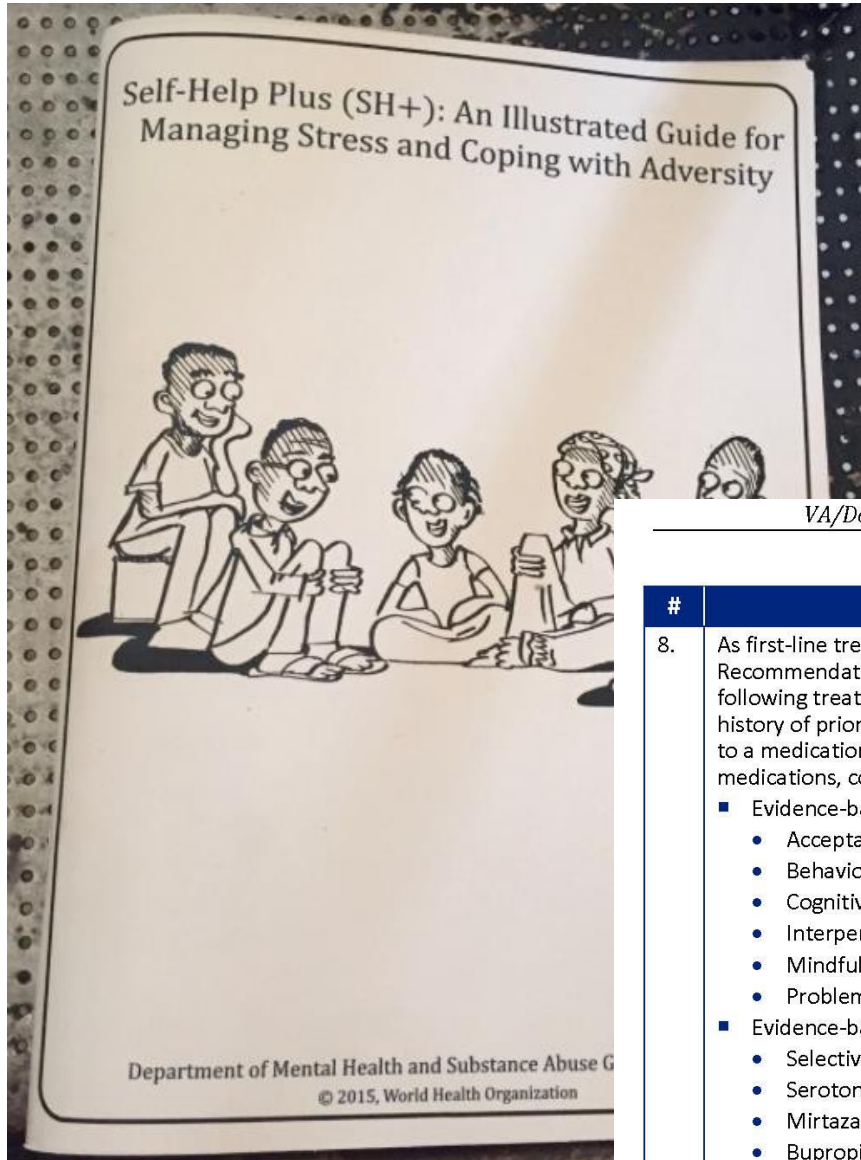 Self-Help Plus (SH+): An Illustrated Guide for
Managing Stress and Coping with Adversity
Department of Mental Health and Substance Abuse G
© 2015, World Health Organization
VA/D
#
8.
As first-line tre
Recommendat
following treat
history of prior
to a medication
medications, co
■ Evidence-ba
• Accepta
• Behavio
• Cognitiv
• Interper
• Mindful
• Problem
■ Evidence-ba
• Selectiv
• Seroton
• Mirtaza
• Bupropi